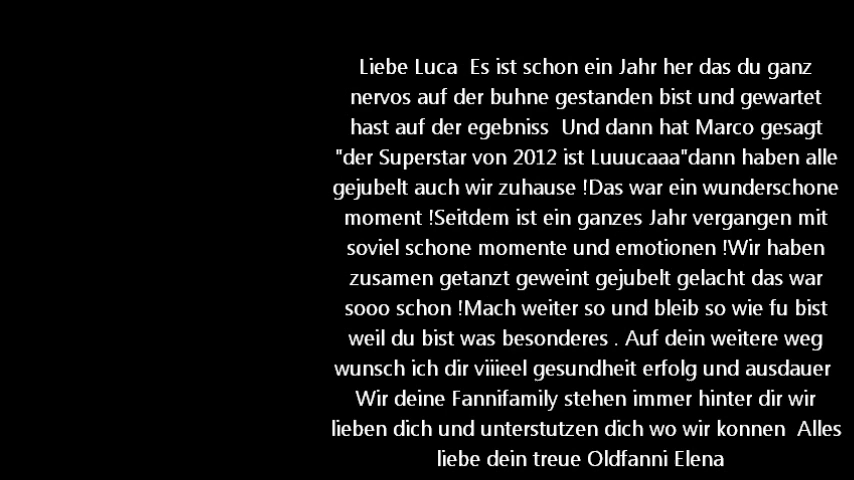 Liebe Luca  Es ist schon ein Jahr her das du ganz
nervos auf der buhne gestanden bist und gewartet
hast auf der egebniss  Und dann hat Marco gesagt
"der Superstar von 2012 ist Luuucaaa"dann haben alle
gejubelt auch wir zuhause !Das war ein wunderschone
moment !Seitdem ist ein ganzes Jahr vergangen mit
soviel schone momente und emotionen !Wir haben
zusamen getanzt geweint gejubelt gelacht das war
sooo schon !Mach weiter so und bleib so wie fu bist
weil du bist was besonderes . Auf dein weitere weg
wunsch ich dir viiieel gesundheit erfolg und ausdauer
Wir deine Fannifamily stehen immer hinter dir wir
lieben dich und unterstutzen dich wo wir konnen  Alles
liebe dein treue Oldfanni Elena